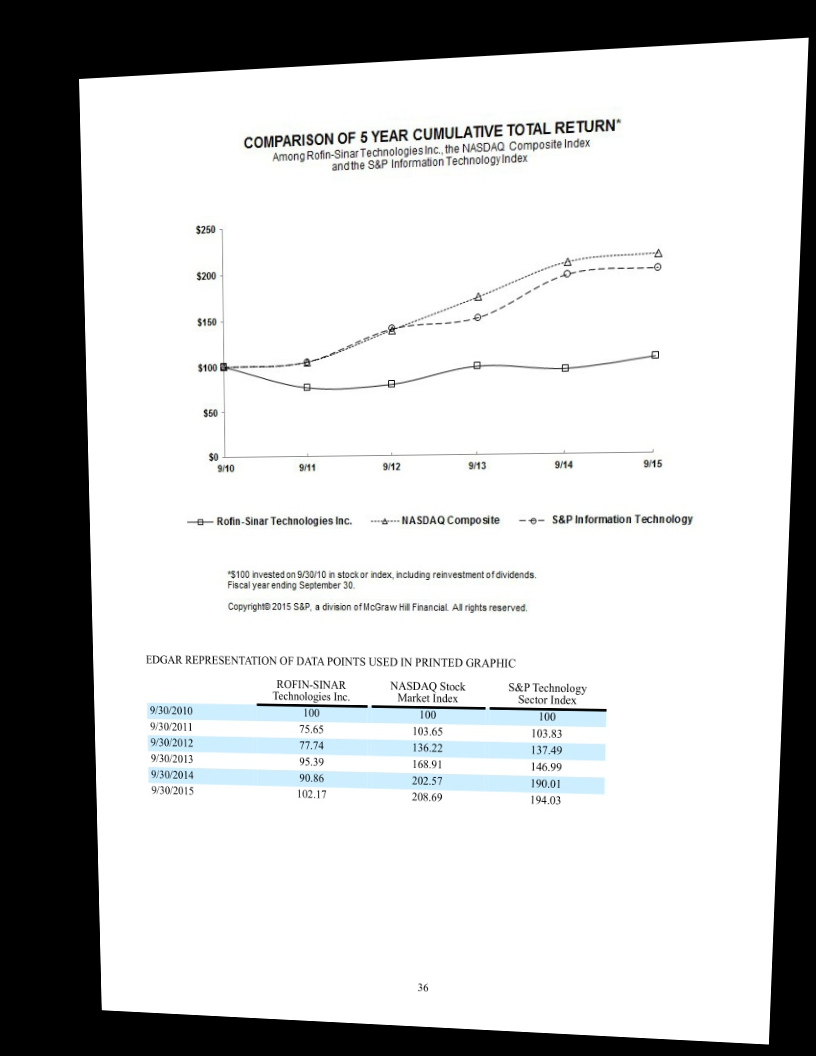 COMPARISON OF 5 YEAR CUMULATIVE TOTAL RETURN*
Among Rofin-Sinar Technologies Inc., the NASDAQ Composite Index
and the S&P Information Technology Index
$250
$200
$150
$100
$50
$0
9/10 9/11 9/12 9/13 9/14 9/15
Rofin-Sinar Technologies Inc. NASDAQ Composite S&P Information Technology
*$100 invested on 9/30/10 in stock or index, including reinvestment of dividends.
Fiscal year ending September 30.
Copyright© 2015 S&P, a division of McGraw Hill Financial. All rights reserved.
EDGAR REPRESENTATION OF DATA POINTS USED IN PRINTED GRAPHIC
ROFIN-SINAR NASDAQ Stock S&P Technology
Technologies Inc. Market Index Sector Index
9/30/2010 100 100 100
9/30/2011 75.65 103.65 103.83
9/30/2012 77.74 136.22 137.49
9/30/2013 95.39 168.91 146.99
9/30/2014 90.86 202.57 190.01
9/30/2015 102.17 208.69 194.03
36